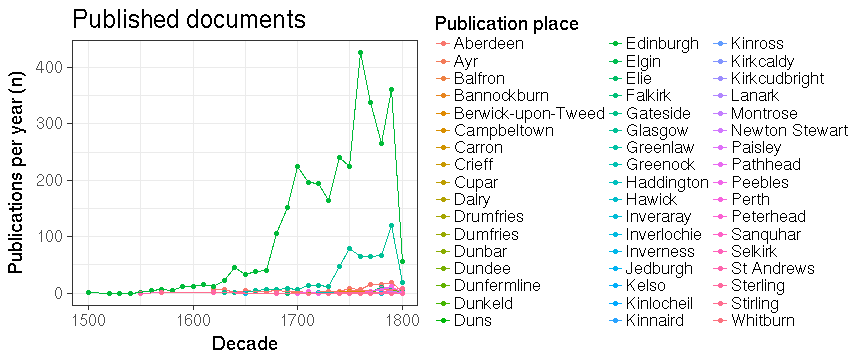 Published documents
Publications per year (n)
400
300
200
100
0
1500
1600
1700
1800
Decade
Publication place
Aberdeen
Ayr
Balfron
Bannockburn
Berwick-upon-Tweed
Campbeltown
Carron
Crieff
Cupar
Dalry
Drumfries
Dumfries
Dunbar
Dundee
Dunfermline
Dunkeld
Duns
Edinburgh
Elgin
Elie
Falkirk
Gateside
Glasgow
Greenlaw
Greenock
Haddington
Hawick
Inveraray
Inverlochie
Inverness
Jedburgh
Kelso
Kinlocheil
Kinnaird
Kinross
Kirkcaldy
Kirkcudbright
Lanark
Montrose
Newton Stewart
Paisley
Pathhead
Peebles
Perth
Peterhead
Sanquhar
Selkirk
St Andrews
Sterling
Stirling
Whitburn